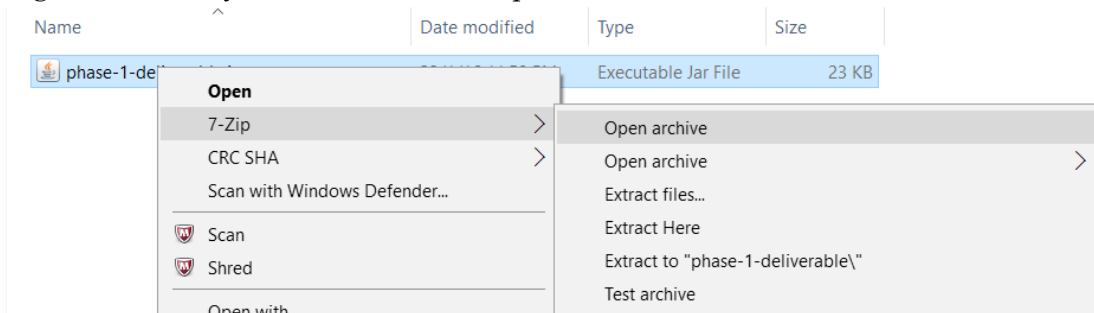 Name Date modified Type Size
phase-1-de Executable Jar File 23 KB
Open
7-Zip
CRC SHA
Scan with Windows Defender...
Scan
Shred
Open with
Open archive
Open archive
Extract files...
Extract Here
Extract to "phase-1-deliverable\"
Test archive